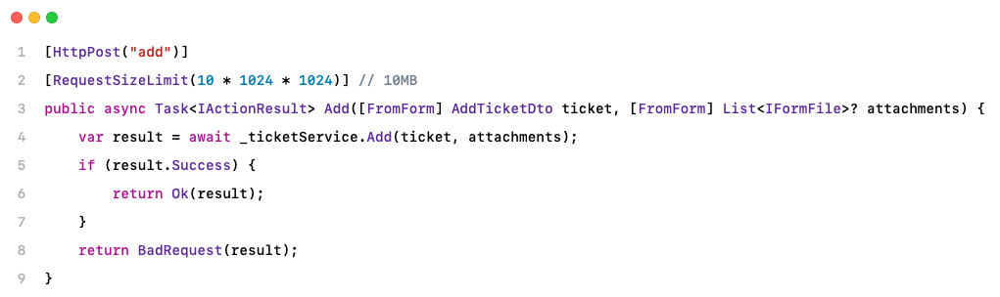 1 [HttpPost("add")]
2 [RequestSizeLimit(10 * 1024 * 1024)] // 10MB
3 public async Task<IActionResult> Add([FromForm] AddTicketDto ticket, [FromForm] List<IFormFile>? attachments) {
4     var result = await _ticketService.Add(ticket, attachments);
5     if (result.Success) {
6         return Ok(result);
7     }
8     return BadRequest(result);
9 }